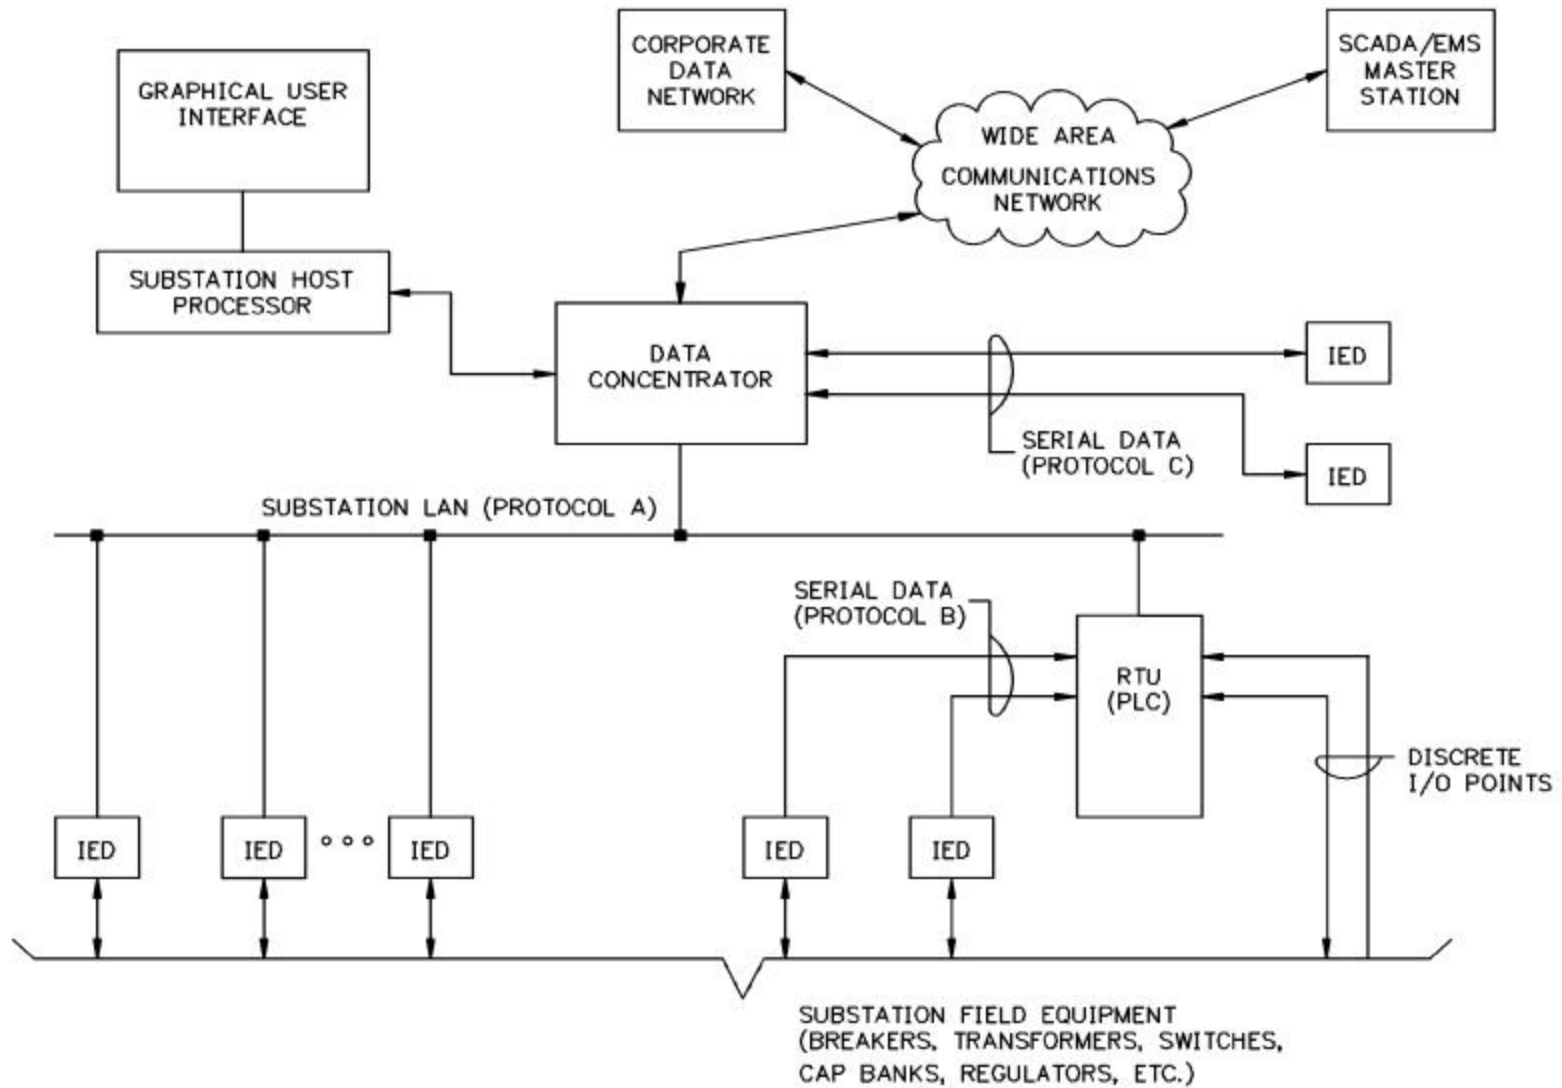 CORPORATE
DATA
NETWORK
SCADA/EMS
MASTER
STATION
GRAPHICAL USER
INTERFACE
WIDE AREA
COMMUNICATIONS
NETWORK
SUBSTATION HOST
PROCESSOR
DATA
CONCENTRATOR
IED
SERIAL DATA
(PROTOCOL C)
IED
SUBSTATION LAN (PROTOCOL A)
SERIAL DATA
(PROTOCOL B)
RTU
(PLC)
DISCRETE
I/O POINTS
IED
IED
IED
IED
IED
SUBSTATION FIELD EQUIPMENT
(BREAKERS, TRANSFORMERS, SWITCHES,
CAP BANKS, REGULATORS, ETC.)